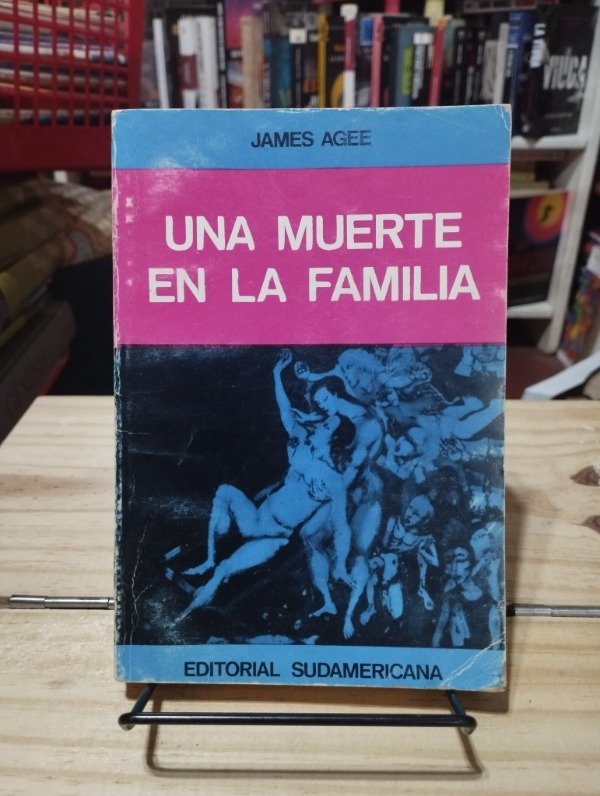 JAMES AGEE
UNA MUERTE
EN LA FAMILIA
EDITORIAL SUDAMERICANA